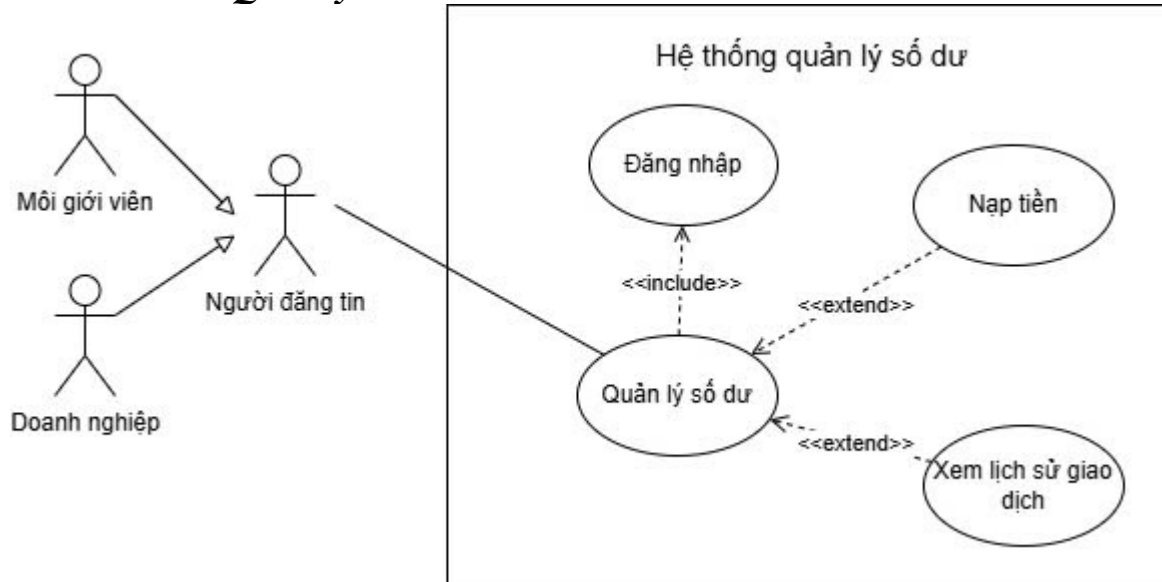 Hệ thống quản lý số dư
Đăng nhập
Nạp tiền
Môi giới viên
<<include>>
Người đăng tin
<<extend>>
Quản lý số dư
Doanh nghiệp
<<extend>>
Xem lịch sử giao
dịch